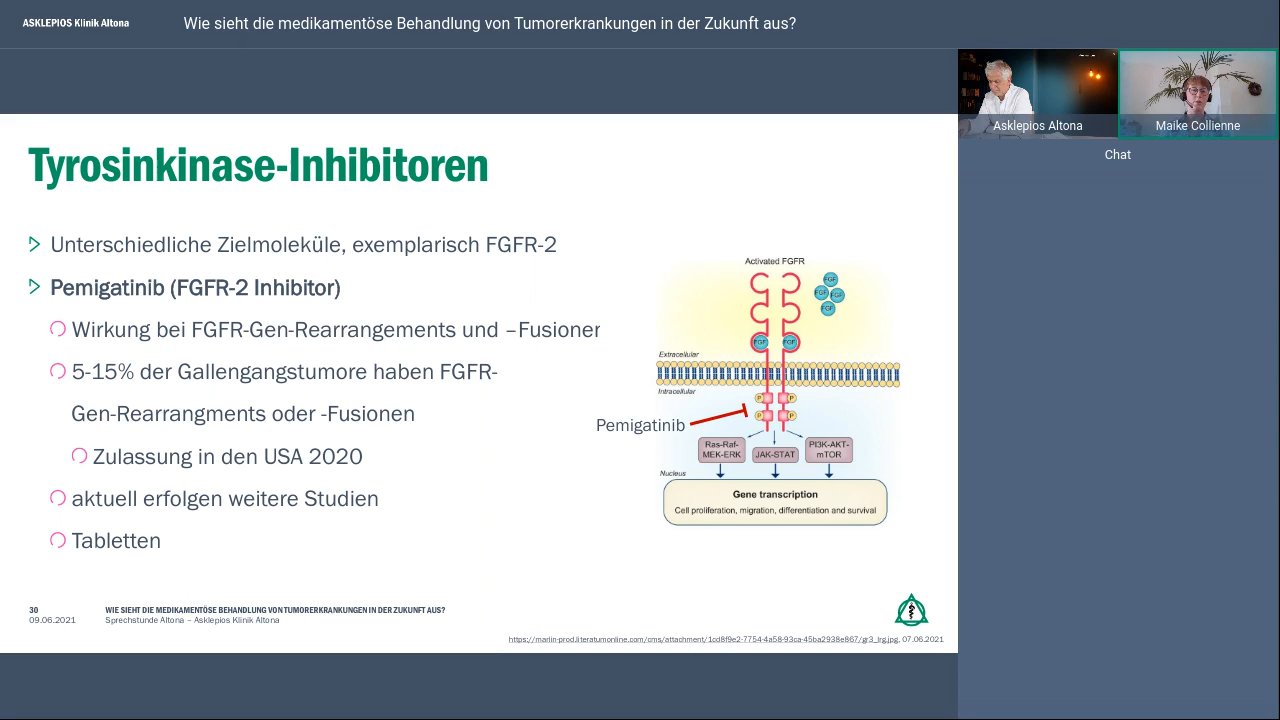 ASKLEPIOS Klinik Altona
Wie sieht die medikamentöse Behandlung von Tumorerkrankungen in der Zukunft aus?
Asklepios Altona
Maike Collienne
Chat
Tyrosinkinase-Inhibitoren
Unterschiedliche Zielmoleküle, exemplarisch FGFR-2
Pemigatinib (FGFR-2 Inhibitor)
Wirkung bei FGFR-Gen-Rearrangements und –Fusioner
5-15% der Gallengangstumore haben FGFR-
Gen-Rearrangments oder -Fusionen
Zulassung in den USA 2020
aktuell erfolgen weitere Studien
Tabletten
Activated FGFR
FGF
FGF FGF
FGF
FGF FGF
Extracellular
Intracellular
P P
P P
Pemigatinib
Ras-Raf-
MEK-ERK
JAK-STAT
PI3K-AKT-
mTOR
Nucleus
Gene transcription
Cell proliferation, migration, differentiation and survival
30
09.06.2021
WIE SIEHT DIE MEDIKAMENTÖSE BEHANDLUNG VON TUMORERKRANKUNGEN IN DER ZUKUNFT AUS?
Sprechstunde Altona – Asklepios Klinik Altona
https://marlin-prod.literatumonline.com/cms/attachment/1cd8f9e2-7754-4a58-93ca-45ba2938e867/gr3_lrg.jpg, 07.06.2021